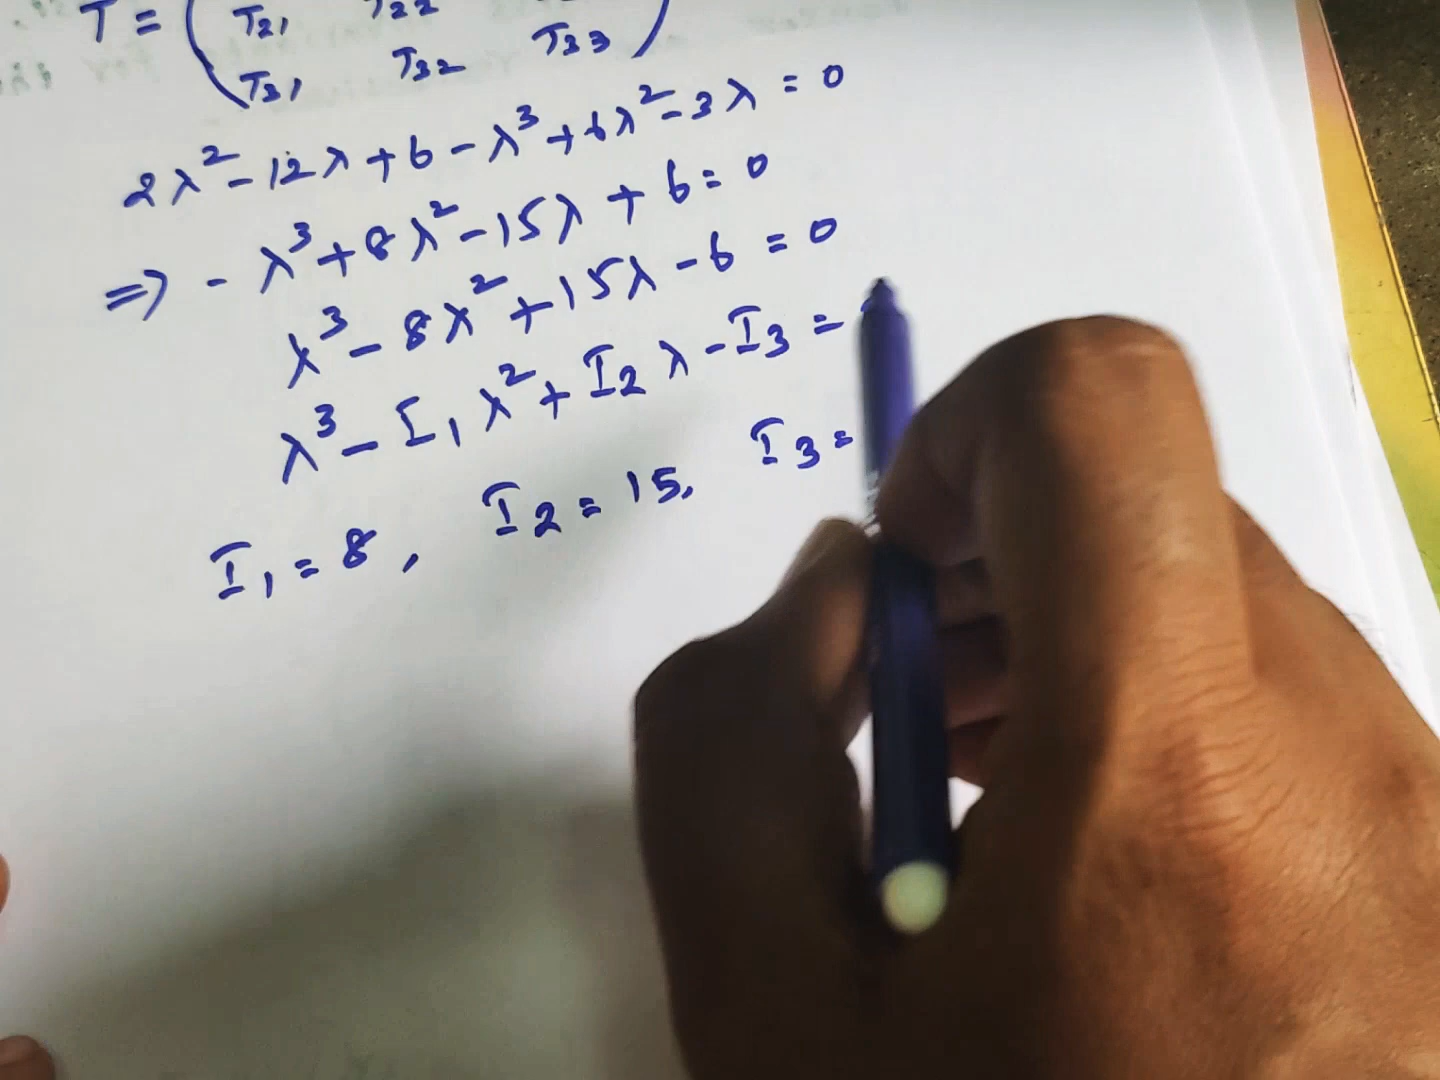 T = ( T21 T22
T31 T32 T33 )
2λ² - 12λ + 6 - λ³ + 6λ² - 3λ = 0
⇒ - λ³ + 8λ² - 15λ + 6 = 0
λ³ - 8λ² + 15λ - 6 = 0
λ³ - I₁λ² + I₂λ - I₃ =
I₁ = 8, I₂ = 15, I₃ =